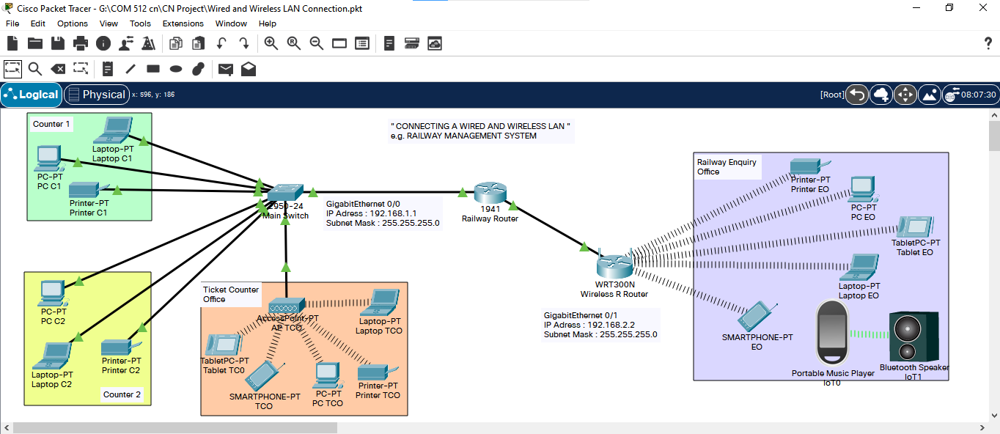 Cisco Packet Tracer - G:\COM 512 cn\CN Project\Wired and Wireless LAN Connection.pkt
File Edit Options View Tools Extensions Window Help
?
Logical Physical x: 596, y: 186 [Root] 08:07:30
Counter 1
Laptop-PT
Laptop C1
PC-PT
PC C1
Printer-PT
Printer C1
" CONNECTING A WIRED AND WIRELESS LAN "
e.g. RAILWAY MANAGEMENT SYSTEM
2950-24
Main Switch
GigabitEthernet 0/0
IP Adress : 192.168.1.1
Subnet Mask : 255.255.255.0
1941
Railway Router
Railway Enquiry
Office
Printer-PT
Printer EO
PC-PT
PC EO
TabletPC-PT
Tablet EO
Laptop-PT
Laptop EO
SMARTPHONE-PT
EO
Portable Music Player
IoT0
Bluetooth Speaker
IoT1
WRT300N
Wireless R Router
GigabitEthernet 0/1
IP Adress : 192.168.2.2
Subnet Mask : 255.255.255.0
PC-PT
PC C2
Laptop-PT
Laptop C2
Printer-PT
Printer C2
Counter 2
Ticket Counter
Office
AccessPoint-PT
AP TCO
Laptop-PT
Laptop TCO
TabletPC-PT
Tablet TC0
SMARTPHONE-PT
TCO
PC-PT
PC TCO
Printer-PT
Printer TCO